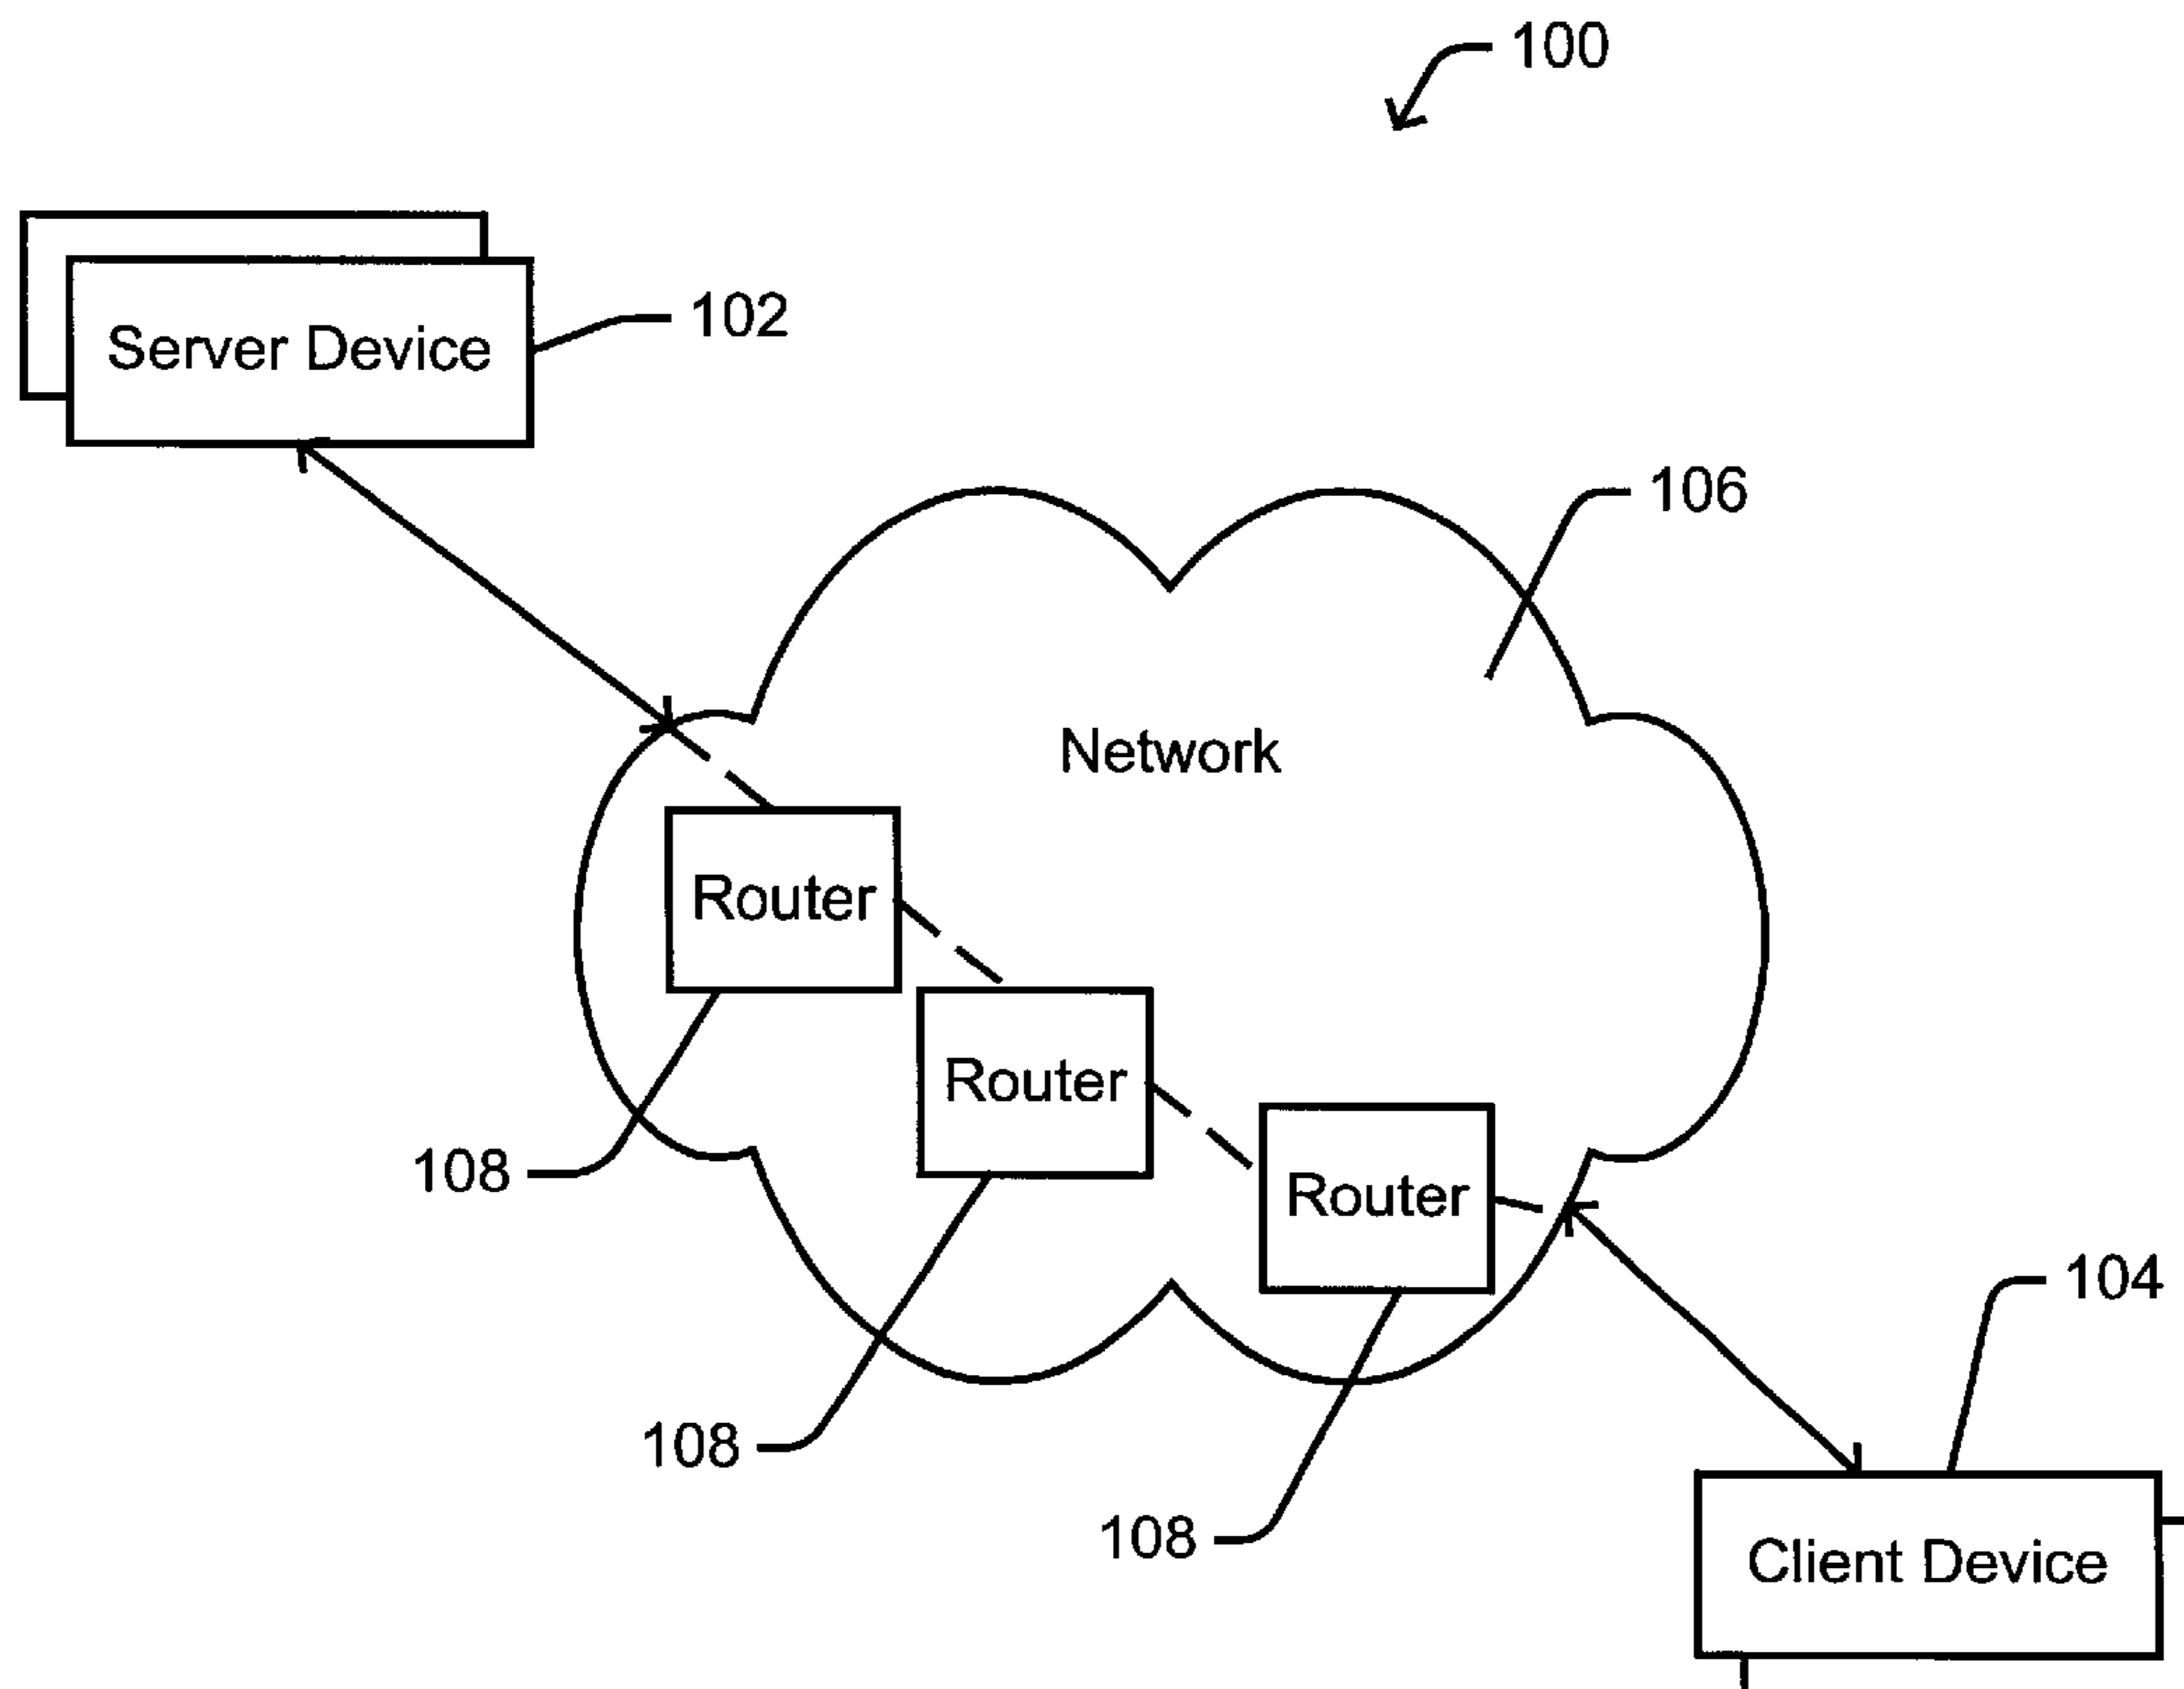 100
102
Server Device
106
Network
Router
Router
108
Router
104
108
108
Client Device